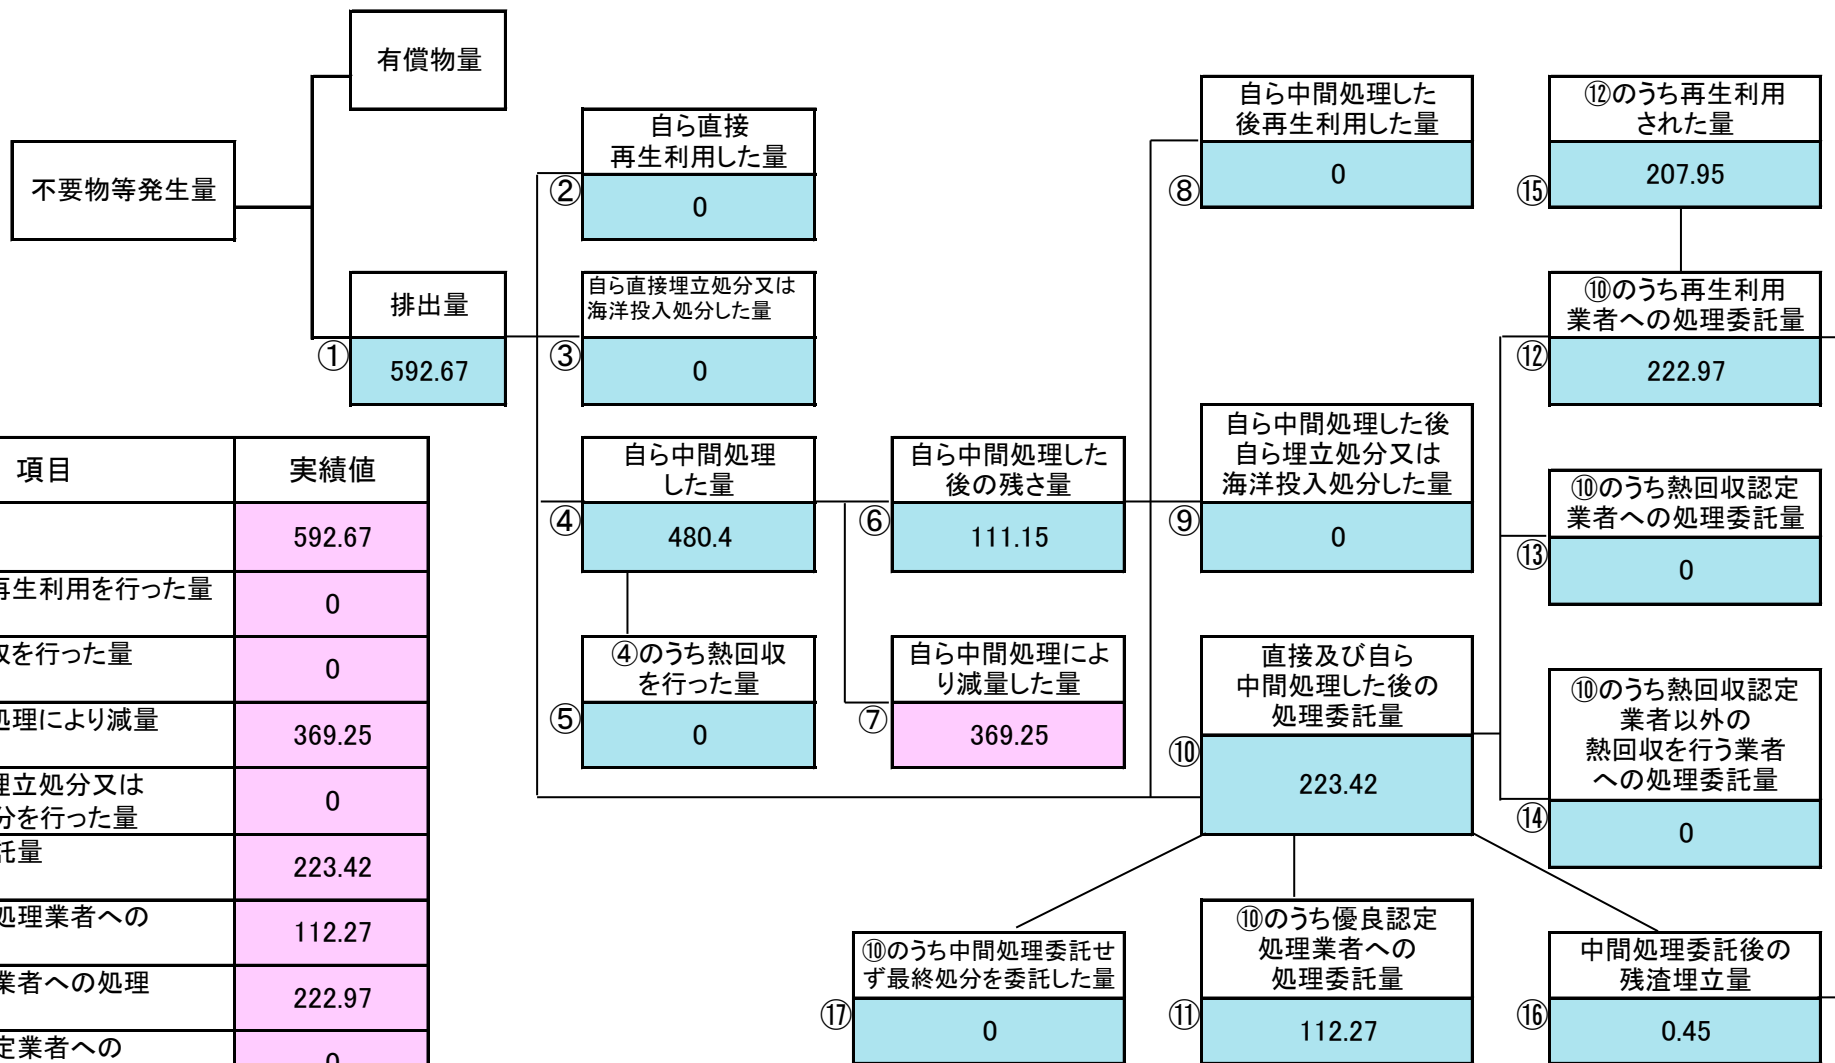 有償物量
不要物等発生量
排出量
①
592.67
自ら直接
再生利用した量
②
0
自ら直接埋立処分又は
海洋投入処分した量
③
0
自ら中間処理
した量
④
480.4
④のうち熱回収
を行った量
⑤
0
自ら中間処理した
後の残さ量
⑥
111.15
自ら中間処理によ
り減量した量
⑦
369.25
自ら中間処理した
後再生利用した量
⑧
0
自ら中間処理した後
自ら埋立処分又は
海洋投入処分した量
⑨
0
直接及び自ら
中間処理した後の
処理委託量
⑩
223.42
⑩のうち優良認定
処理業者への
処理委託量
⑪
112.27
⑫のうち再生利用
された量
⑮
207.95
⑩のうち再生利用
業者への処理委託量
⑫
222.97
⑩のうち熱回収認定
業者への処理委託量
⑬
0
⑩のうち熱回収認定
業者以外の
熱回収を行う業者
への処理委託量
⑭
0
中間処理委託後の
残渣埋立量
⑯
0.45
⑩のうち中間処理委託せ
ず最終処分を委託した量
⑰
0
項目 実績値
592.67
再生利用を行った量
0
を行った量
0
処理により減量
369.25
埋立処分又は
分を行った量
0
託量
223.42
処理業者への
112.27
業者への処理
222.97
定業者への
0